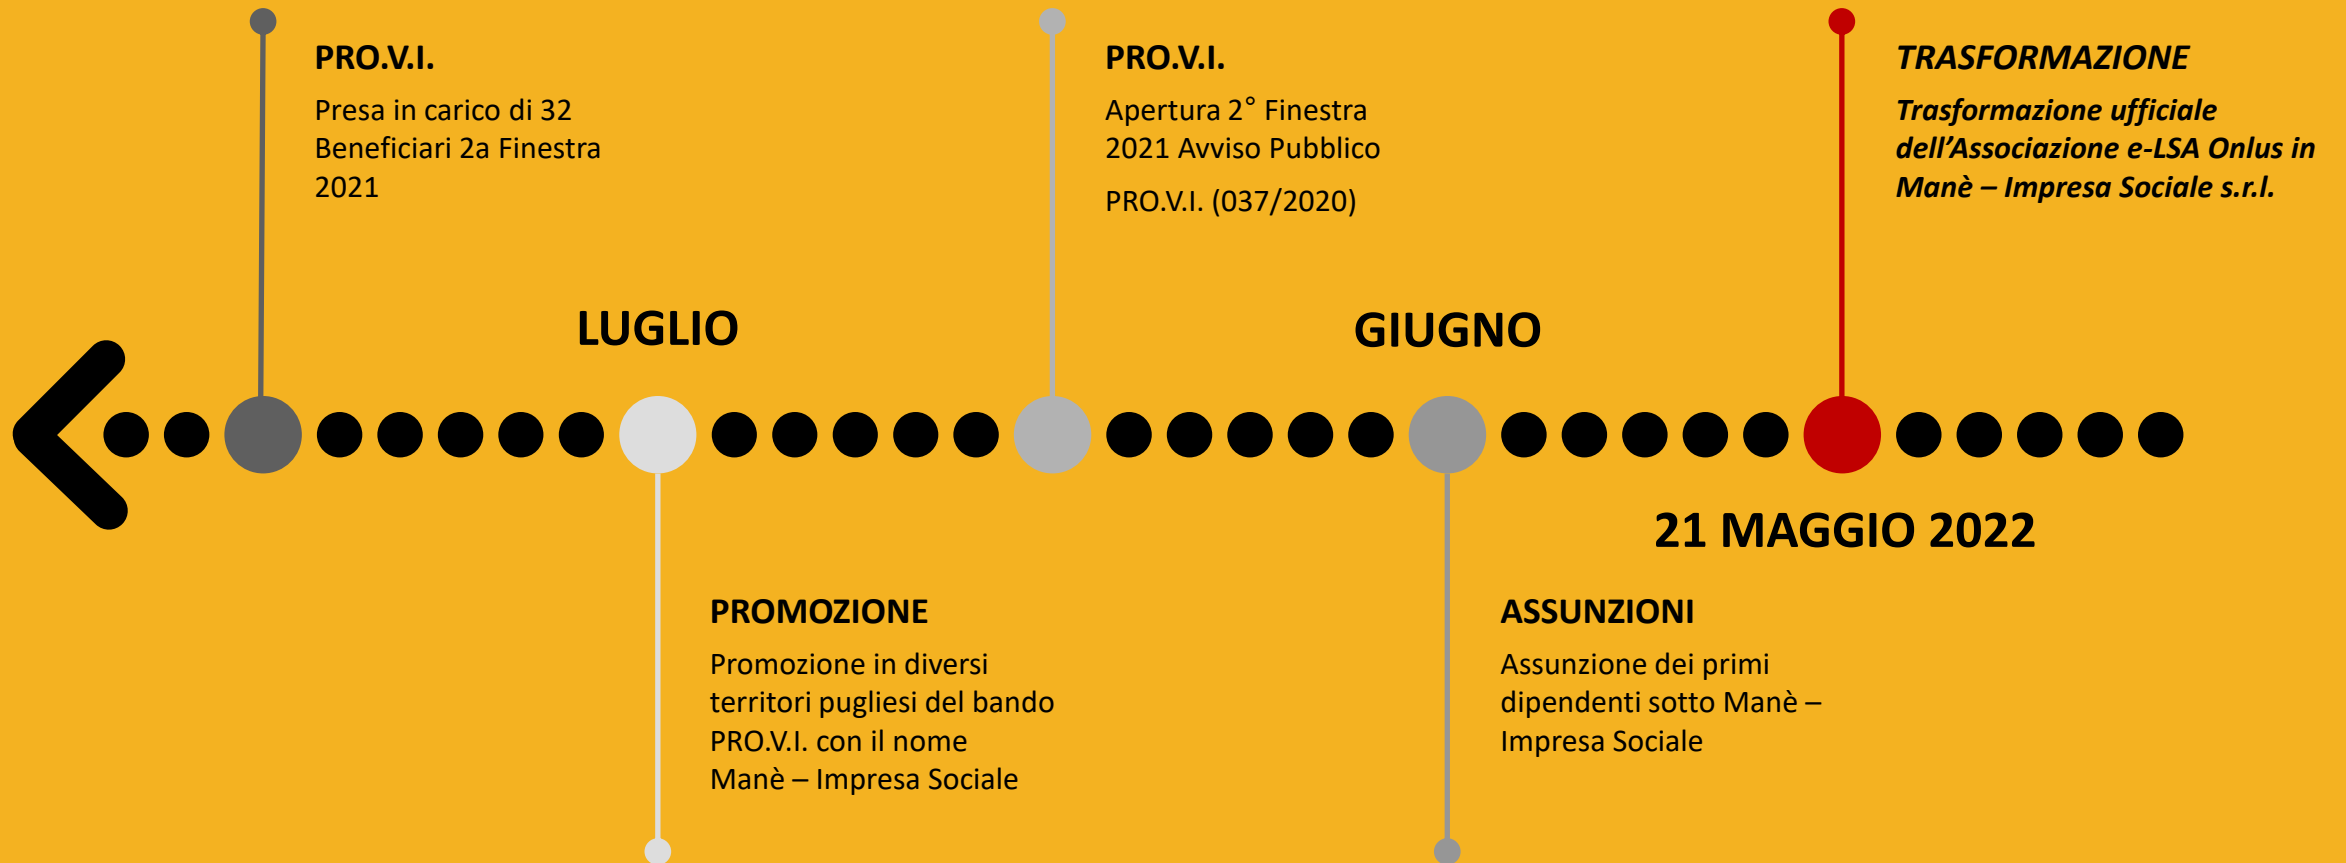 PRO.V.I.
Presa in carico di 32
Beneficiari 2a Finestra
2021
PRO.V.I.
Apertura 2° Finestra
2021 Avviso Pubblico
PRO.V.I. (037/2020)
TRASFORMAZIONE
Trasformazione ufficiale
dell’Associazione e-LSA Onlus in
Manè – Impresa Sociale s.r.l.
LUGLIO
GIUGNO
21 MAGGIO 2022
PROMOZIONE
Promozione in diversi
territori pugliesi del bando
PRO.V.I. con il nome
Manè – Impresa Sociale
ASSUNZIONI
Assunzione dei primi
dipendenti sotto Manè –
Impresa Sociale